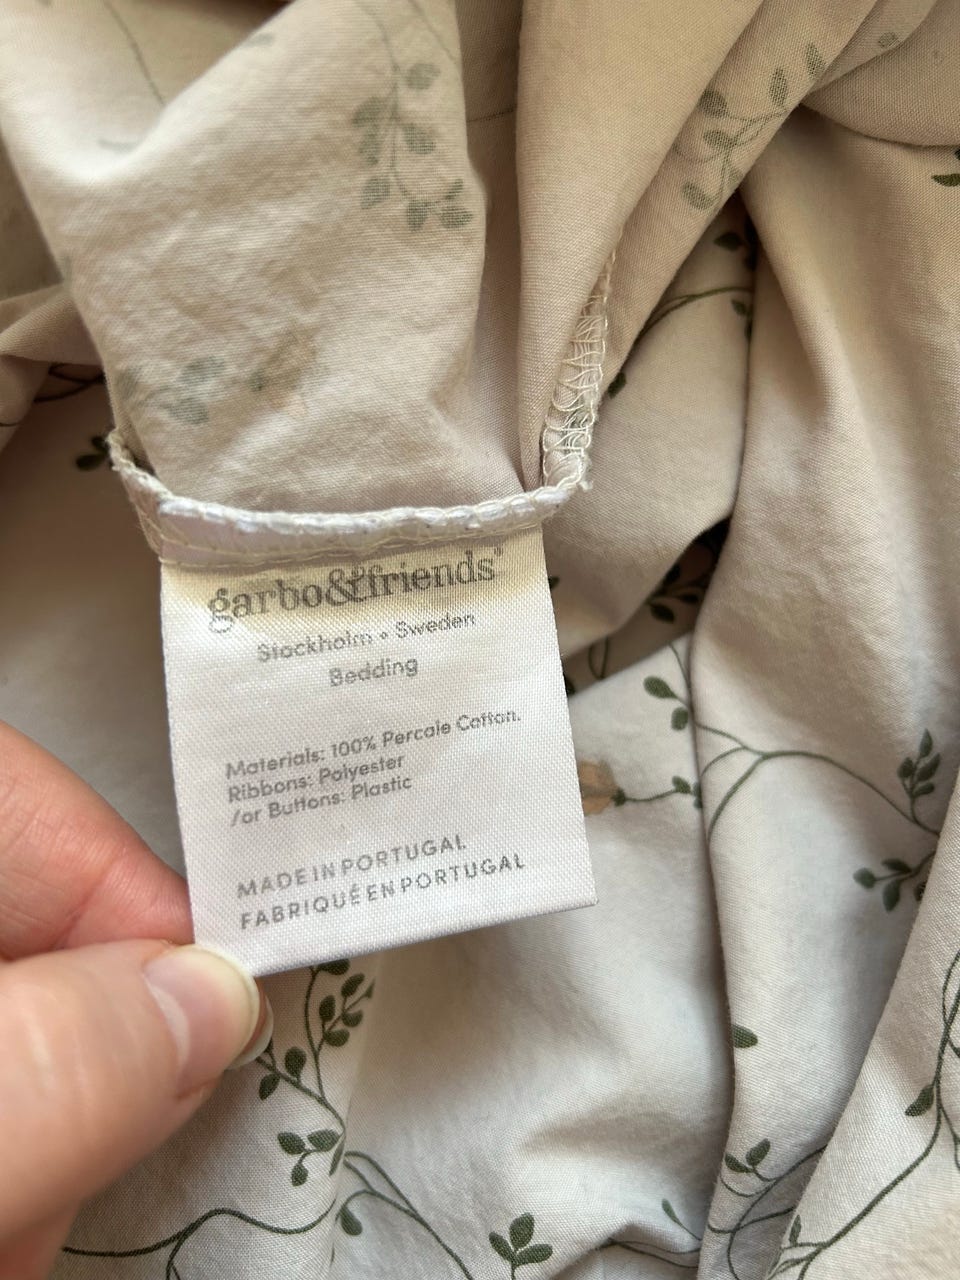 garbo&friends®
Stockholm • Sweden
Bedding
Materials: 100% Percale Cotton.
Ribbons: Polyester
/or Buttons: Plastic
MADE IN PORTUGAL
FABRIQUÉ EN PORTUGAL